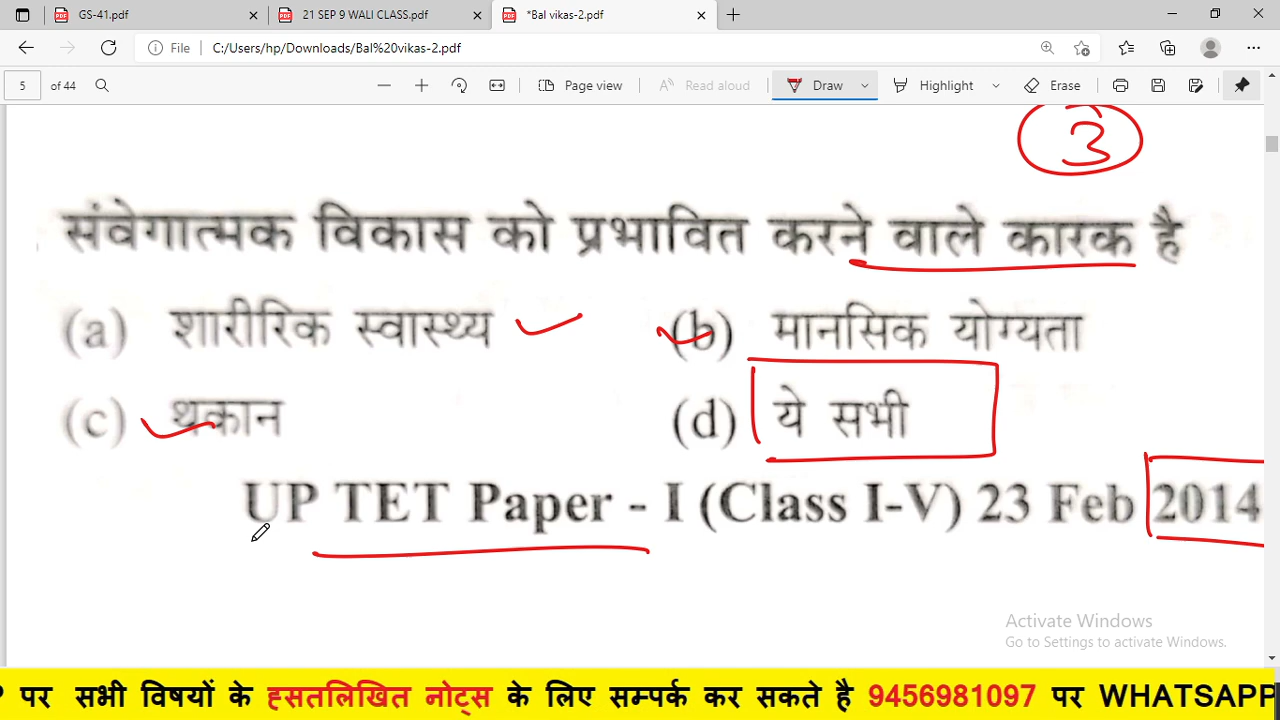 GS-41.pdf 21 SEP 9 WALI CLASS.pdf *Bal vikas-2.pdf
File C:/Users/hp/Downloads/Bal%20vikas-2.pdf
5 of 44 Page view Read aloud Draw Highlight Erase
3
संवेगात्मक विकास को प्रभावित करने वाले कारक है
(a) शारीरिक स्वास्थ्य (b) मानसिक योग्यता
(c) थकान (d) ये सभी
UP TET Paper - I (Class I-V) 23 Feb 2014
Activate Windows
Go to Settings to activate Windows.
P पर सभी विषयों के ह्सतलिखित नोट्स के लिए सम्पर्क कर सकते है 9456981097 पर WHATSAPP